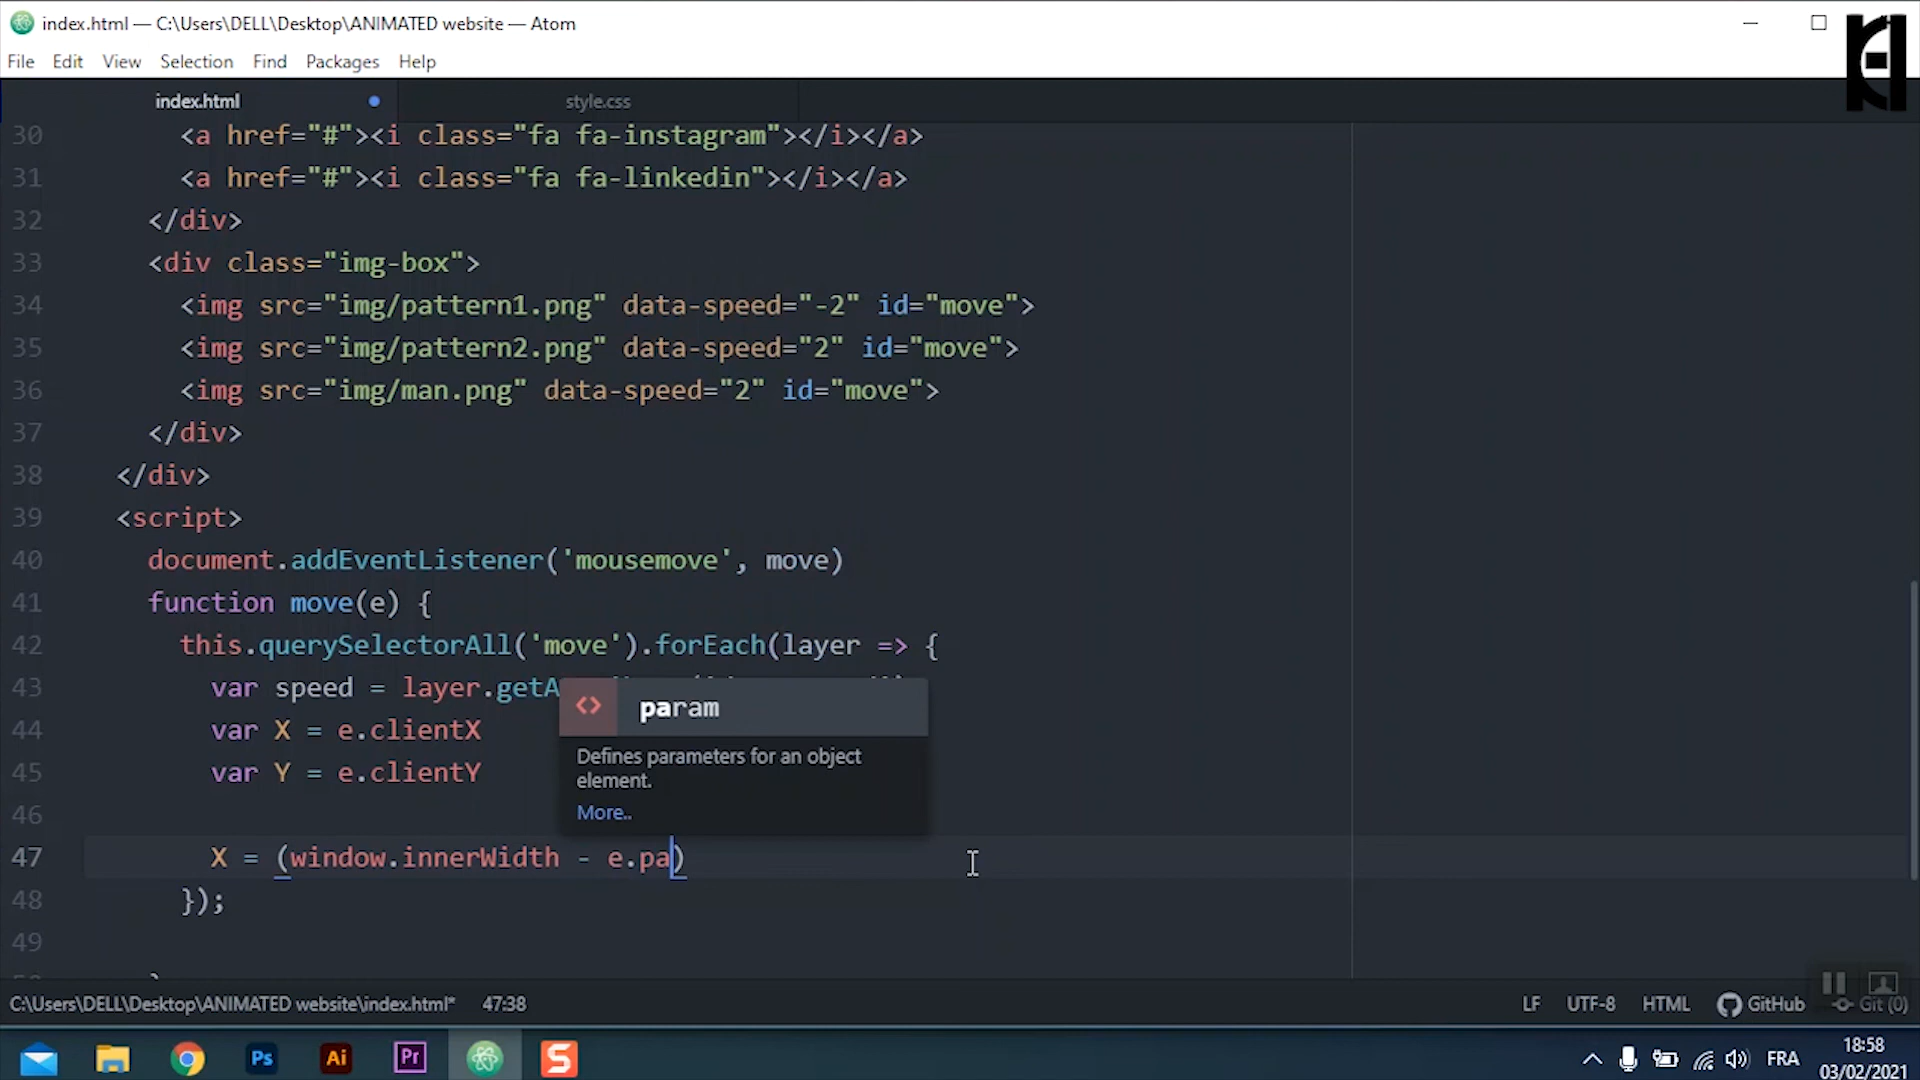 index.html — C:\Users\DELL\Desktop\ANIMATED website — Atom
File Edit View Selection Find Packages Help
index.html style.css
30 <a href="#"><i class="fa fa-instagram"></i></a>
31 <a href="#"><i class="fa fa-linkedin"></i></a>
32 </div>
33 <div class="img-box">
34 <img src="img/pattern1.png" data-speed="-2" id="move">
35 <img src="img/pattern2.png" data-speed="2" id="move">
36 <img src="img/man.png" data-speed="2" id="move">
37 </div>
38 </div>
39 <script>
40 document.addEventListener('mousemove', move)
41 function move(e) {
42 this.querySelectorAll('move').forEach(layer => {
43 var speed = layer.getA
param
44 var X = e.clientX
Defines parameters for an object
element.
45 var Y = e.clientY
More..
46
47 X = (window.innerWidth - e.pa)
48 });
49
C:\Users\DELL\Desktop\ANIMATED website\index.html* 47:38 LF UTF-8 HTML GitHub Git (0)
Ps Ai Pr S FRA 18:58
03/02/2021